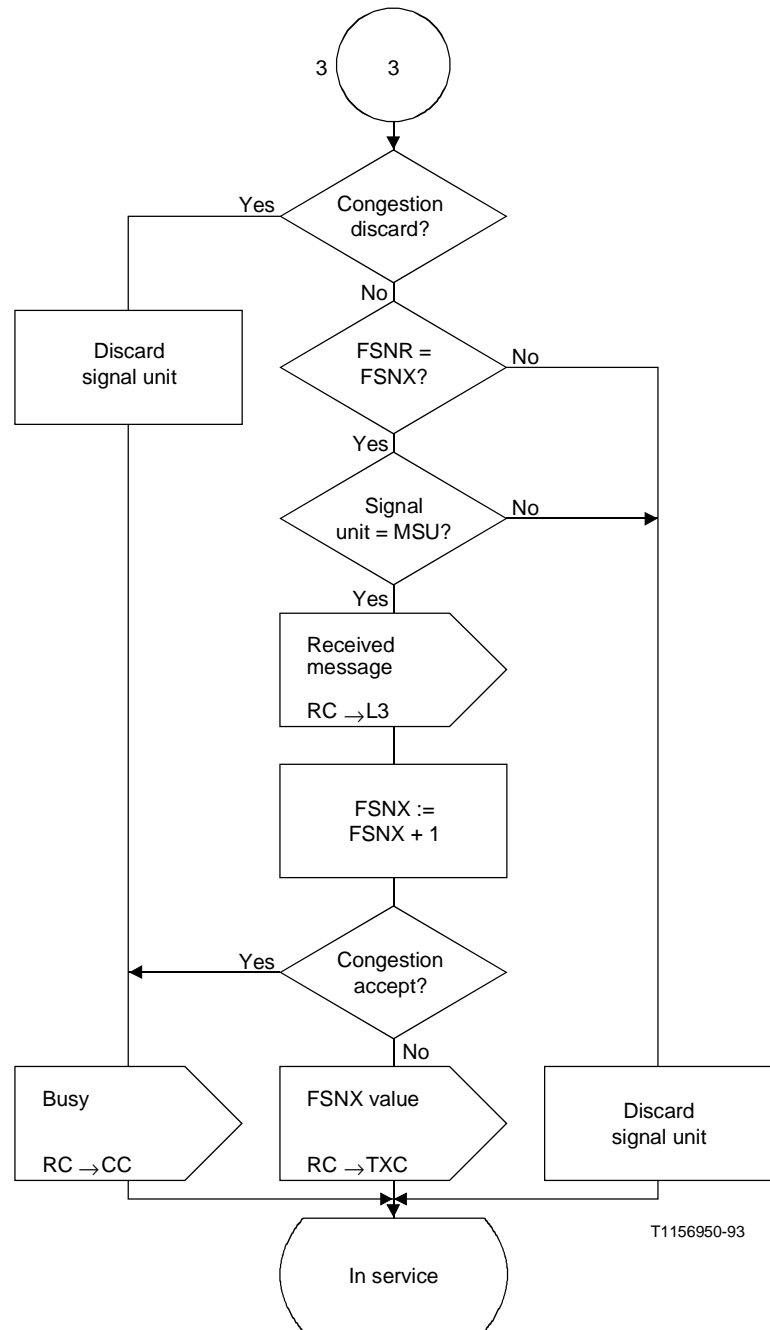 3
3
Yes
Congestion
discard?
No
Discard
signal unit
FSNR =
FSNX?
No
Yes
Signal
unit = MSU?
No
Yes
Received
message
RC →L3
FSNX :=
FSNX + 1
Yes
Congestion
accept?
No
Busy
RC →CC
FSNX value
RC →TXC
Discard
signal unit
T1156950-93
In service